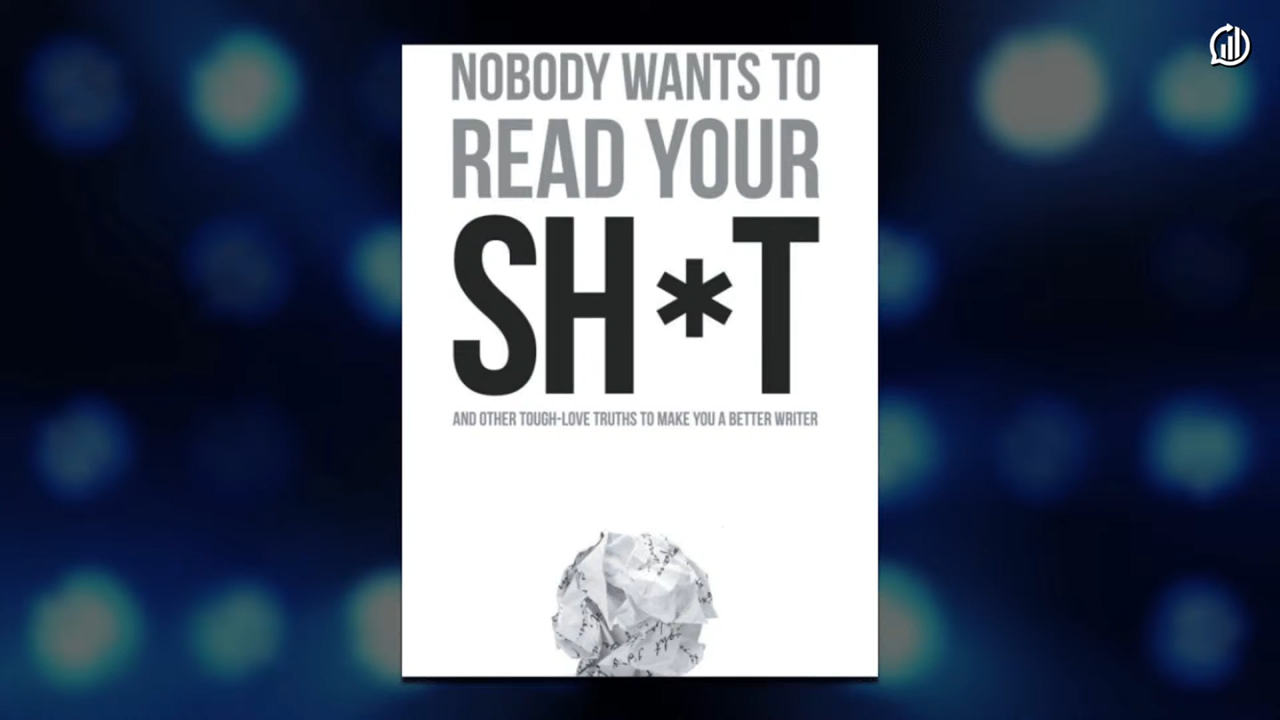 NOBODY WANTS TO
READ YOUR
SH*T
AND OTHER TOUGH-LOVE TRUTHS TO MAKE YOU A BETTER WRITER